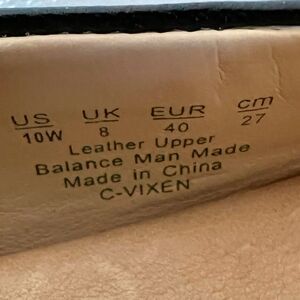 US UK EUR cm
10W 8 40 27
Leather Upper
Balance Man Made
Made in China
C-VIXEN